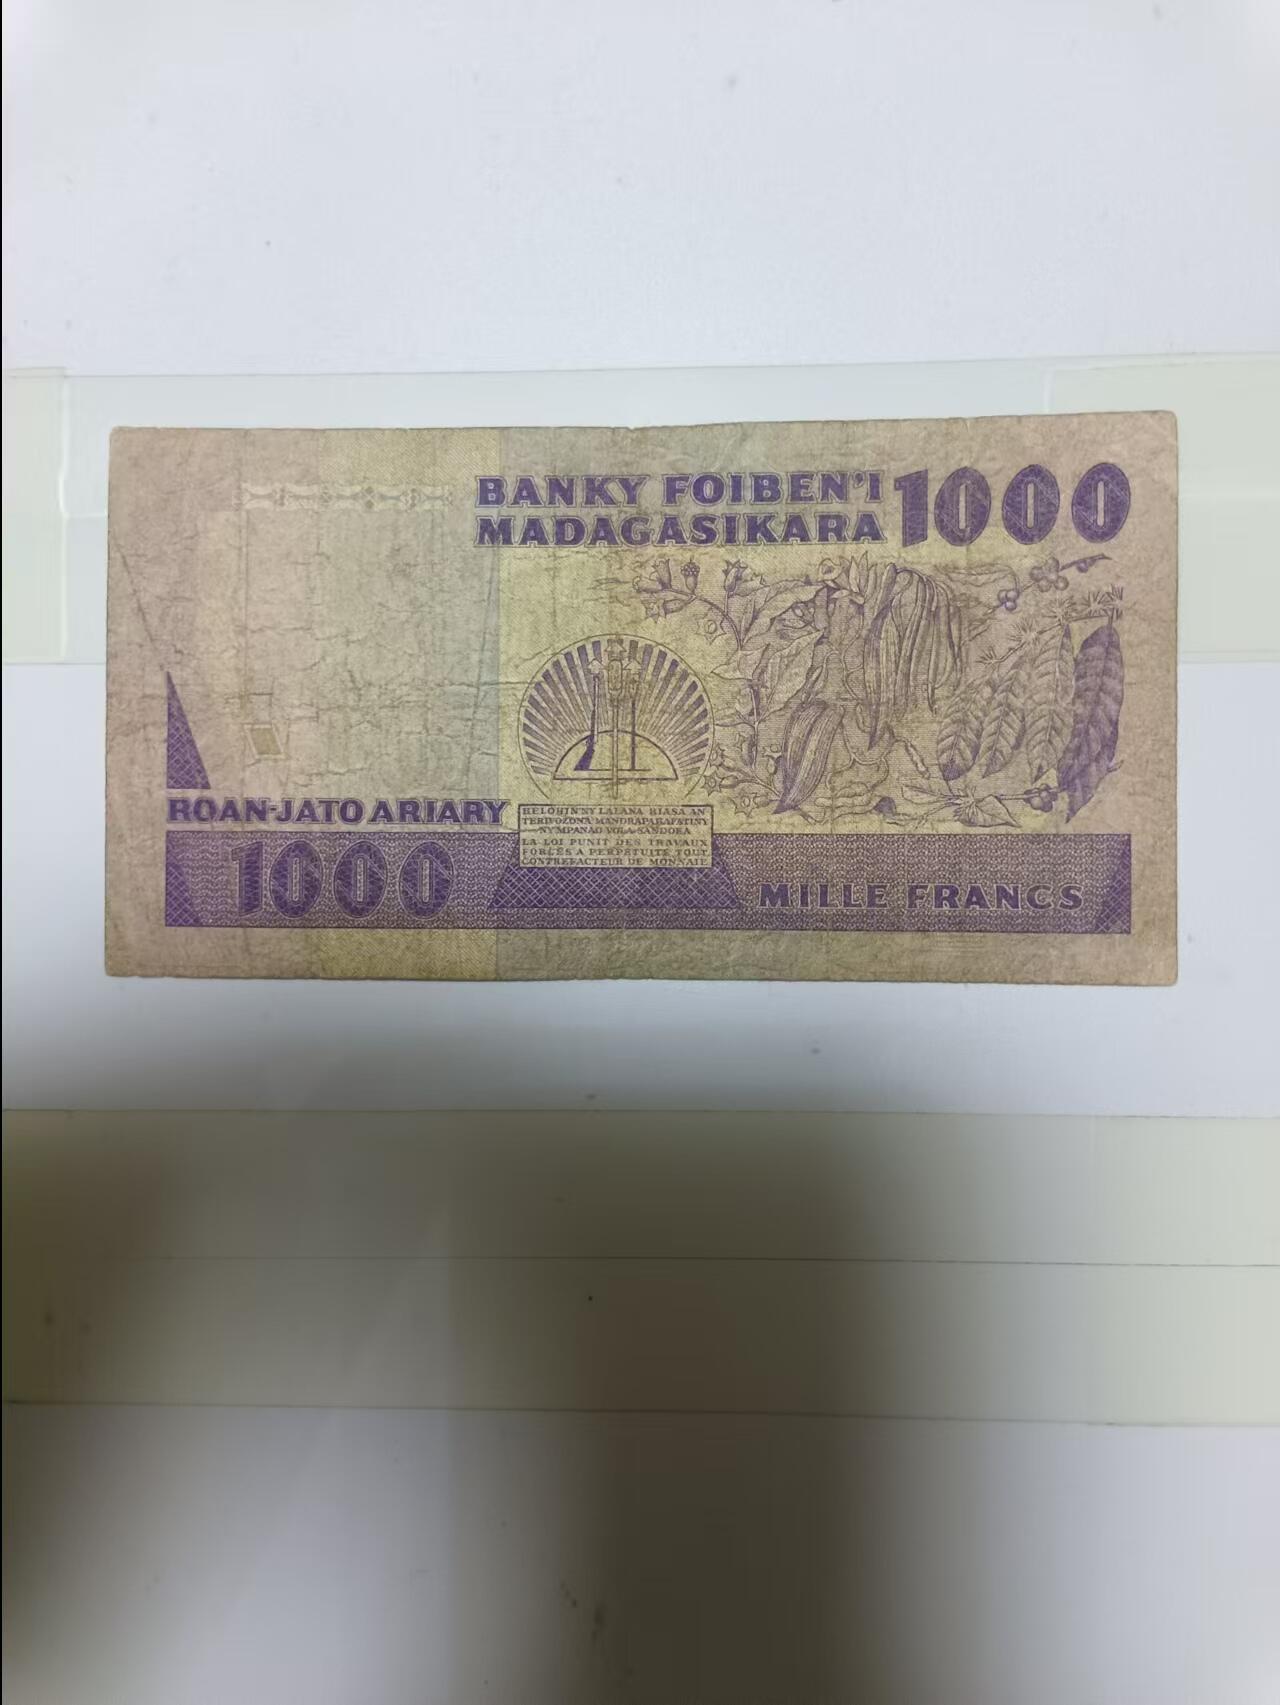 BANKY FOIBEN'I
MADAGASIKARA
1000
ROAN-JATO ARIARY
1000
HELOHIN'NY LALANA HIASA AN
TERIVOZONA MANDRAPAHAFATINY
NY MPANAO VOLA SANDOKA
LA LOI PUNIT DES TRAVAUX
FORCÉS A PERPÉTUITÉ TOUT
CONTREFACTEUR DE MONNAIE
MILLE FRANCS